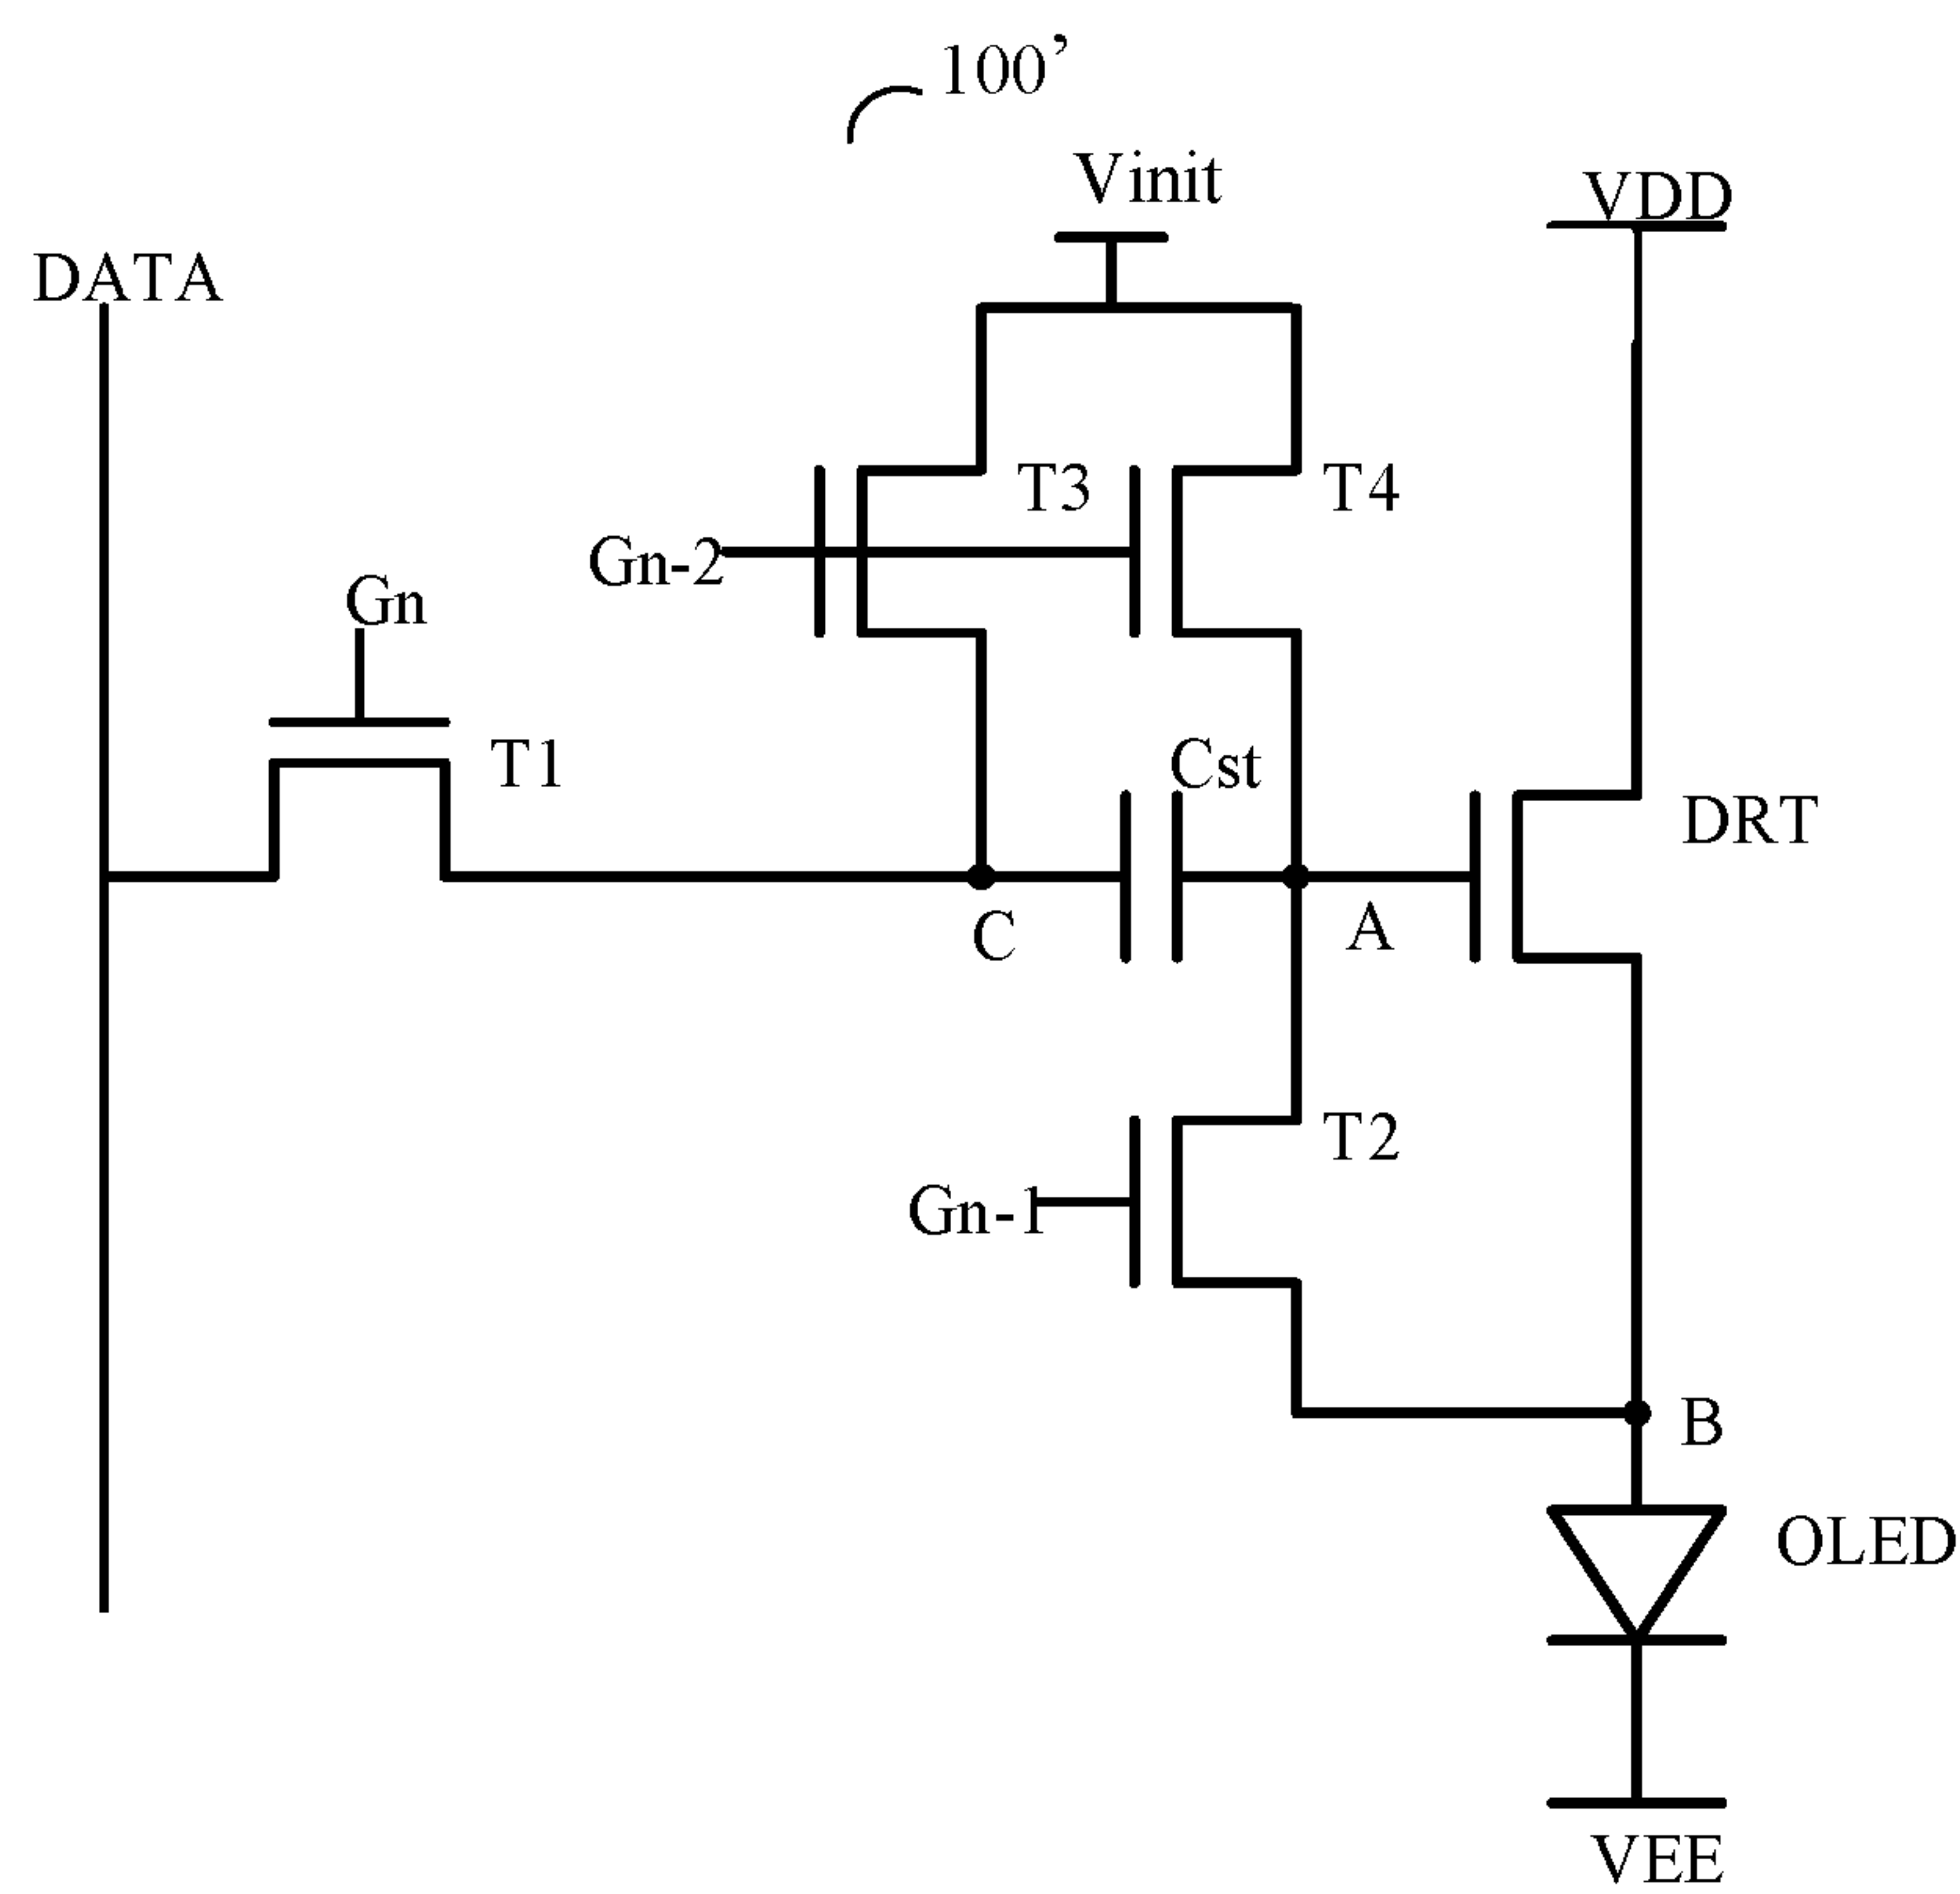 100’
Vinit
VDD
DATA
T3
T4
Gn-2
Gn
T1
Cst
DRT
C
A
T2
Gn-1
B
OLED
VEE